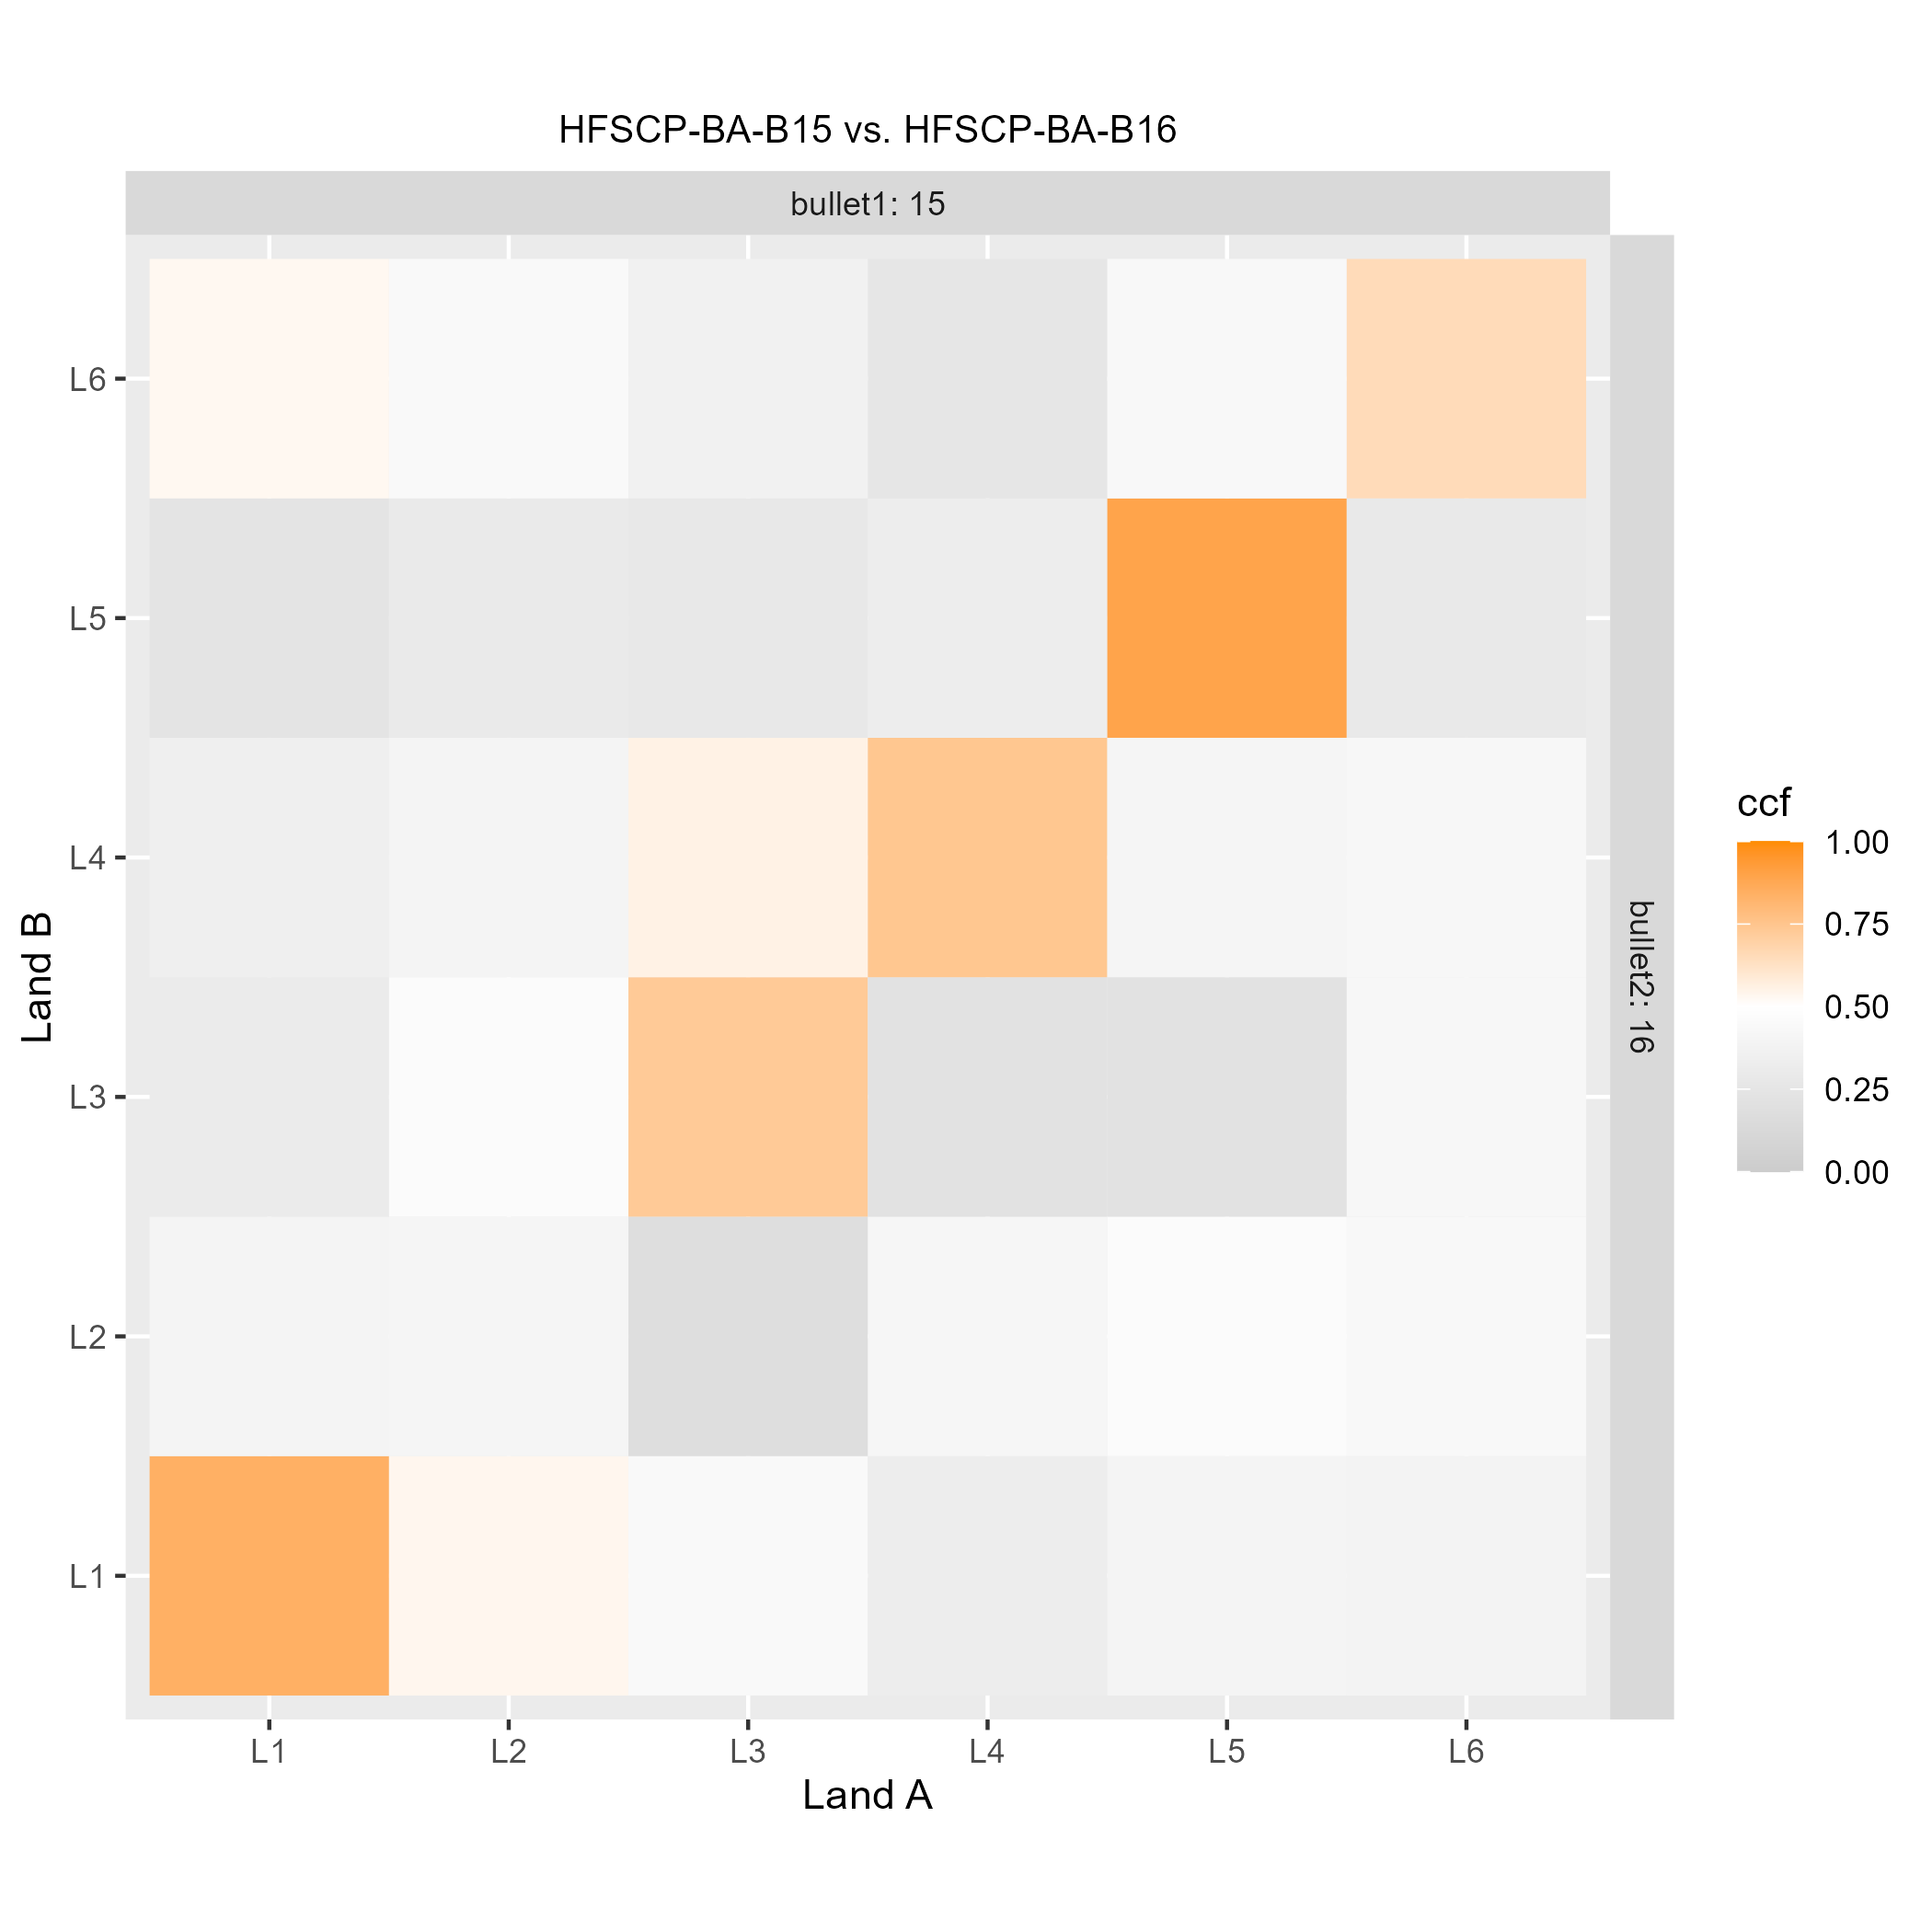 HFSCP-BA-B15 vs. HFSCP-BA-B16
bullet1: 15
L6
L5
L4
L3
L2
L1
Land B
L1 L2 L3 L4 L5 L6
Land A
bullet2: 16
ccf
1.00
0.75
0.50
0.25
0.00